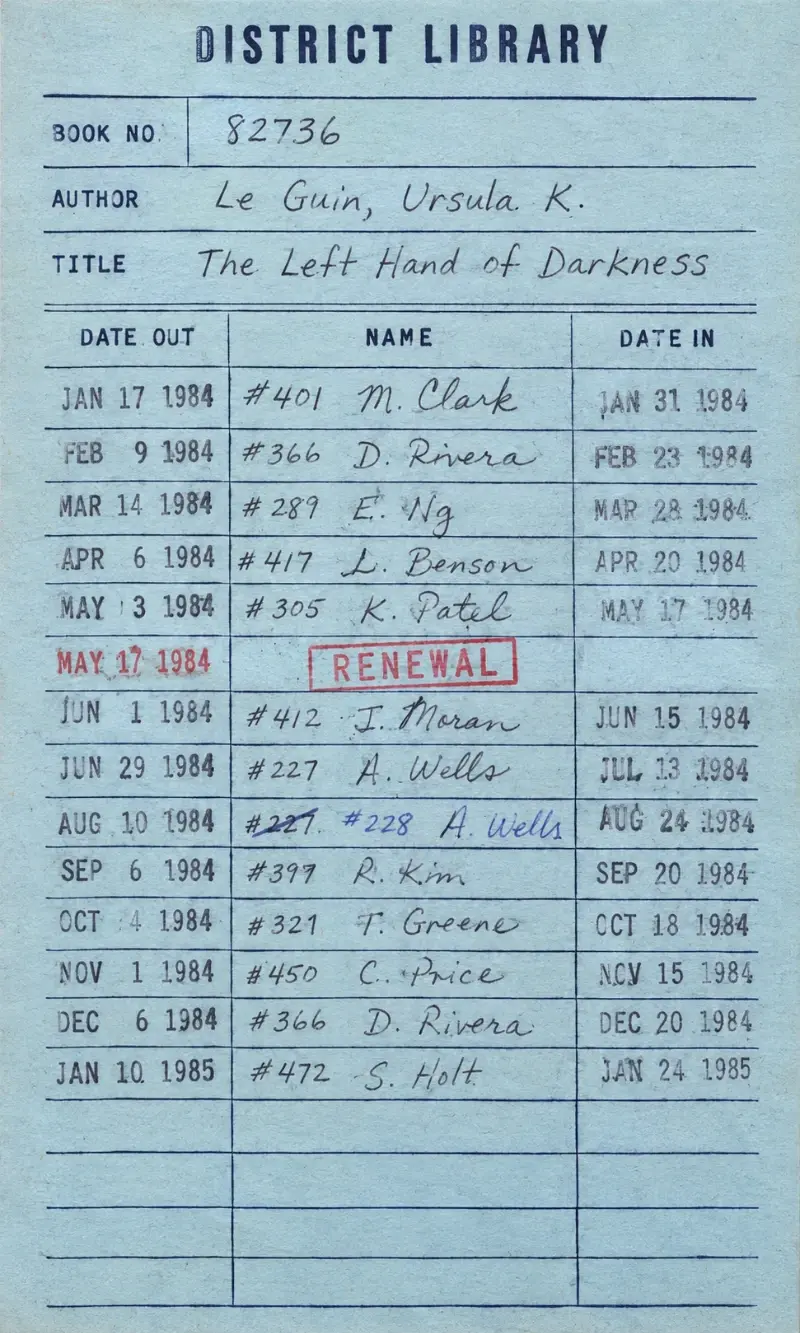 DISTRICT LIBRARY
BOOK NO. 82736
AUTHOR Le Guin, Ursula K.
TITLE The Left Hand of Darkness
DATE OUT NAME DATE IN
JAN 17 1984 #401 M. Clark JAN 31 1984
FEB 9 1984 #366 D. Rivera FEB 23 1984
MAR 14 1984 #289 E. Ng MAR 28 1984
APR 6 1984 #417 L. Benson APR 20 1984
MAY 3 1984 #305 K. Patel MAY 17 1984
MAY 17 1984 RENEWAL
JUN 1 1984 #412 J. Moran JUN 15 1984
JUN 29 1984 #227 A. Wells JUL 13 1984
AUG 10 1984 #227. #228 A. Wells AUG 24 1984
SEP 6 1984 #397 R. Kim SEP 20 1984
OCT 4 1984 #321 T. Greene OCT 18 1984
NOV 1 1984 #450 C. Price NOV 15 1984
DEC 6 1984 #366 D. Rivera DEC 20 1984
JAN 10 1985 #472 S. Holt JAN 24 1985